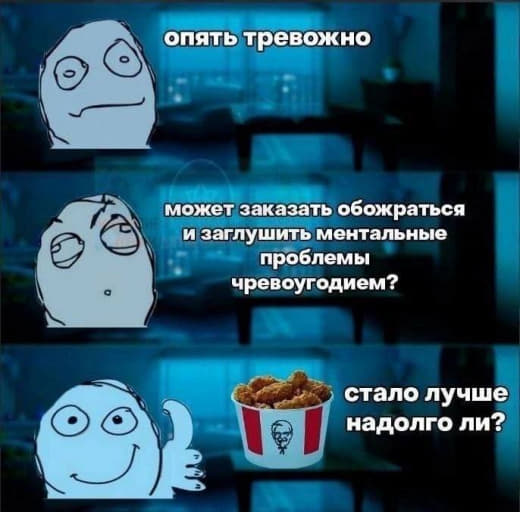 опять тревожно
может заказать обожраться
и заглушить ментальные
проблемы
чревоугодием?
стало лучше
надолго ли?